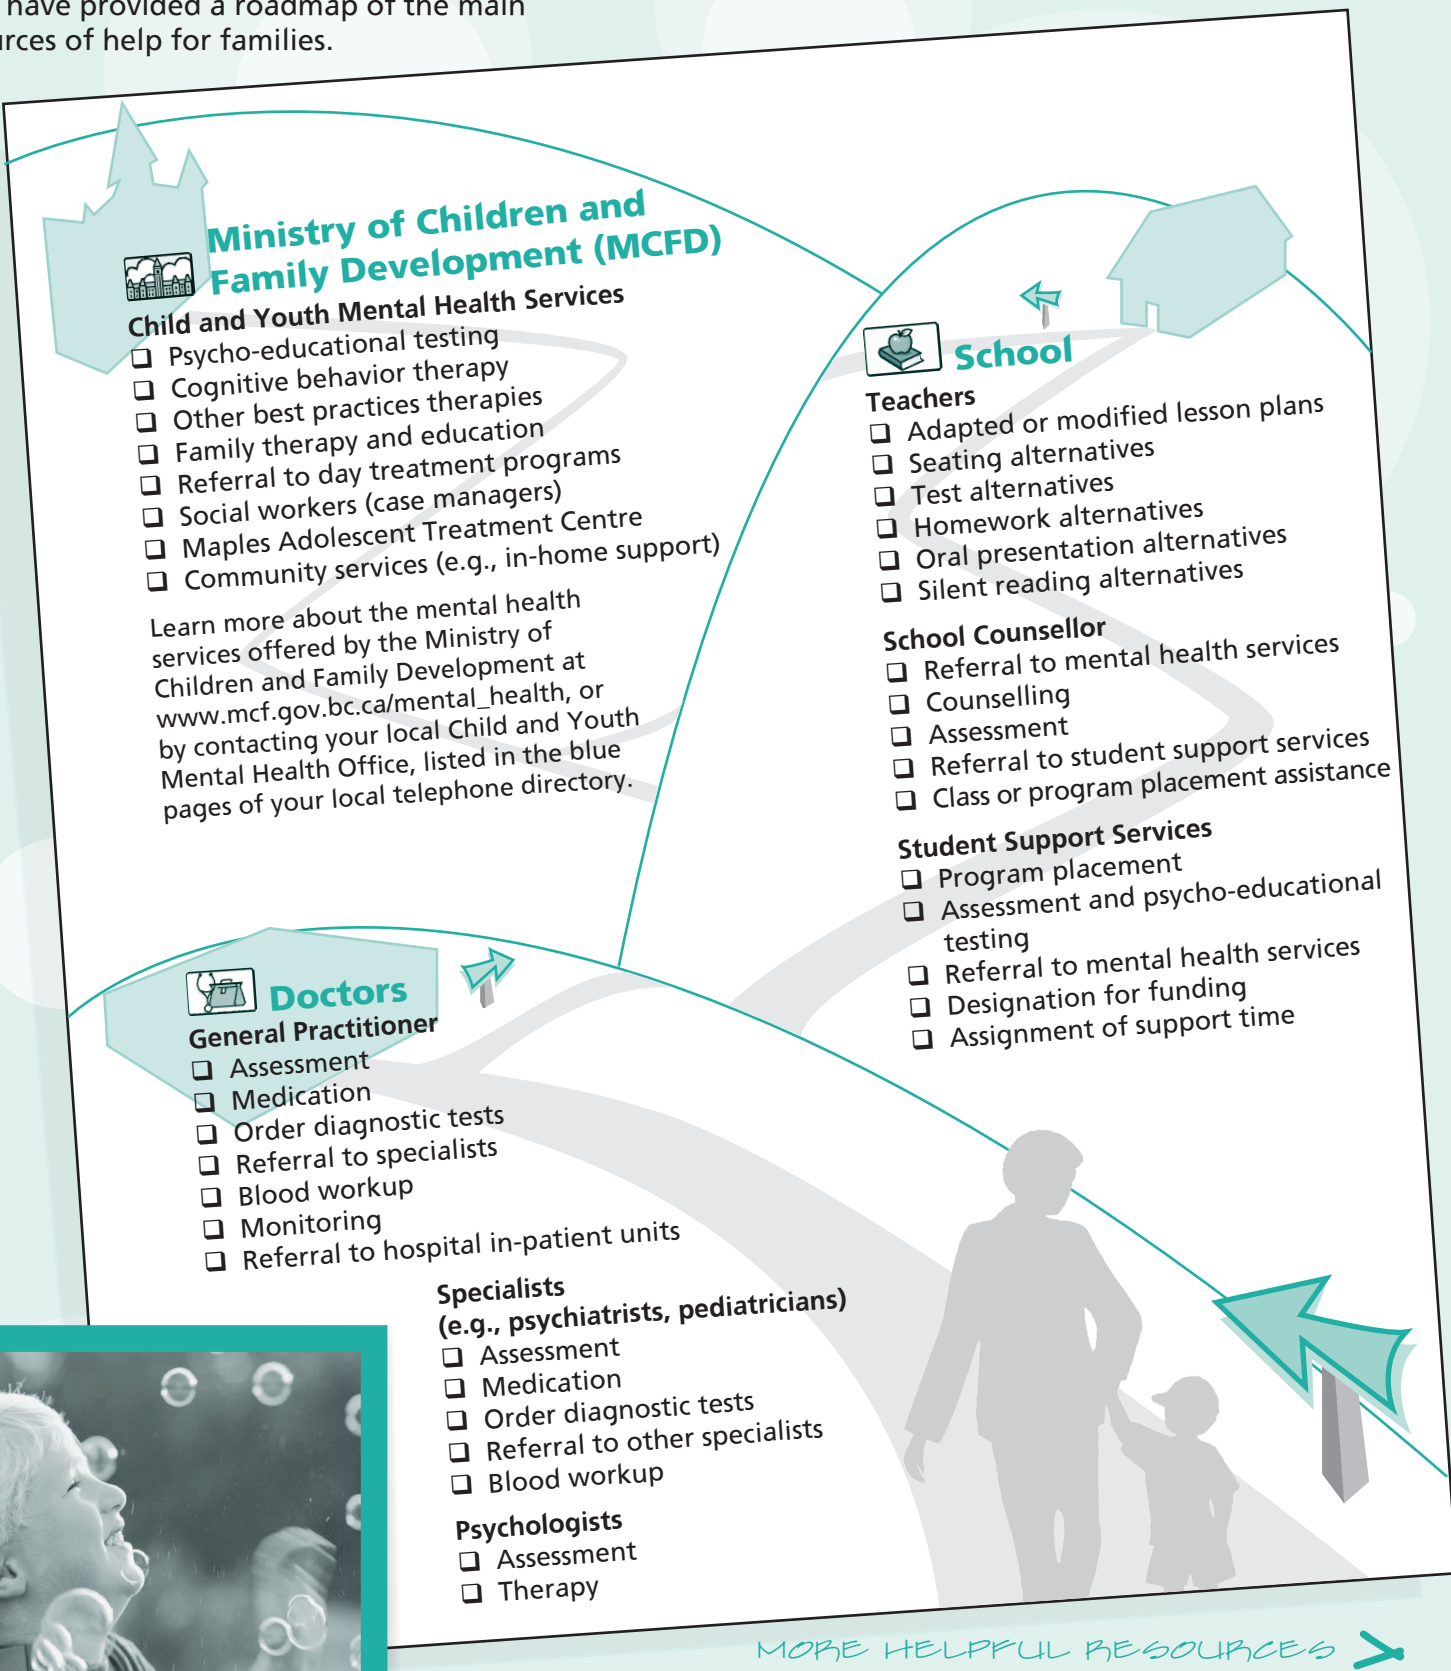 have provided a roadmap of the main
of help for families.
Ministry of Children and
Family Development (MCFD)
Child and Youth Mental Health Services
❑ Psycho-educational testing
❑ Cognitive behavior therapy
❑ Other best practices therapies
❑ Family therapy and education
❑ Referral to day treatment programs
❑ Social workers (case managers)
❑ Maples Adolescent Treatment Centre
❑ Community services (e.g., in-home support)
Learn more about the mental health
services offered by the Ministry of
Children and Family Development at
www.mcf.gov.bc.ca/mental_health, or
by contacting your local Child and Youth
Mental Health Office, listed in the blue
pages of your local telephone directory.
School
Teachers
❑ Adapted or modified lesson plans
❑ Seating alternatives
❑ Test alternatives
❑ Homework alternatives
❑ Oral presentation alternatives
❑ Silent reading alternatives
School Counsellor
❑ Referral to mental health services
❑ Counselling
❑ Assessment
❑ Referral to student support services
❑ Class or program placement assistance
Student Support Services
❑ Program placement
❑ Assessment and psycho-educational
testing
❑ Referral to mental health services
❑ Designation for funding
❑ Assignment of support time
Doctors
General Practitioner
❑ Assessment
❑ Medication
❑ Order diagnostic tests
❑ Referral to specialists
❑ Blood workup
❑ Monitoring
❑ Referral to hospital in-patient units
Specialists
(e.g., psychiatrists, pediatricians)
❑ Assessment
❑ Medication
❑ Order diagnostic tests
❑ Referral to other specialists
❑ Blood workup
Psychologists
❑ Assessment
❑ Therapy
MORE HELPFUL RESOURCES